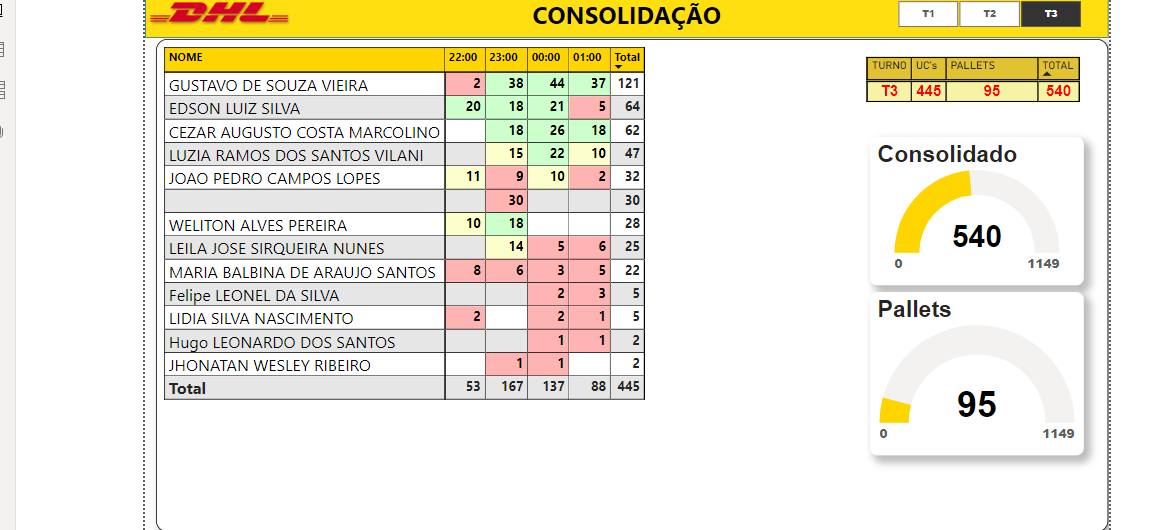 DHL CONSOLIDAÇÃO T1 T2 T3
NOME 22:00 23:00 00:00 01:00 Total
GUSTAVO DE SOUZA VIEIRA 2 38 44 37 121
EDSON LUIZ SILVA 20 18 21 5 64
CEZAR AUGUSTO COSTA MARCOLINO 18 26 18 62
LUZIA RAMOS DOS SANTOS VILANI 15 22 10 47
JOAO PEDRO CAMPOS LOPES 11 9 10 2 32
30 30
WELITON ALVES PEREIRA 10 18 28
LEILA JOSE SIRQUEIRA NUNES 14 5 6 25
MARIA BALBINA DE ARAUJO SANTOS 8 6 3 5 22
Felipe LEONEL DA SILVA 2 3 5
LIDIA SILVA NASCIMENTO 2 2 1 5
Hugo LEONARDO DOS SANTOS 1 1 2
JHONATAN WESLEY RIBEIRO 1 1 2
Total 53 167 137 88 445
TURNO UC's PALLETS TOTAL
T3 445 95 540
Consolidado
540
0 1149
Pallets
95
0 1149